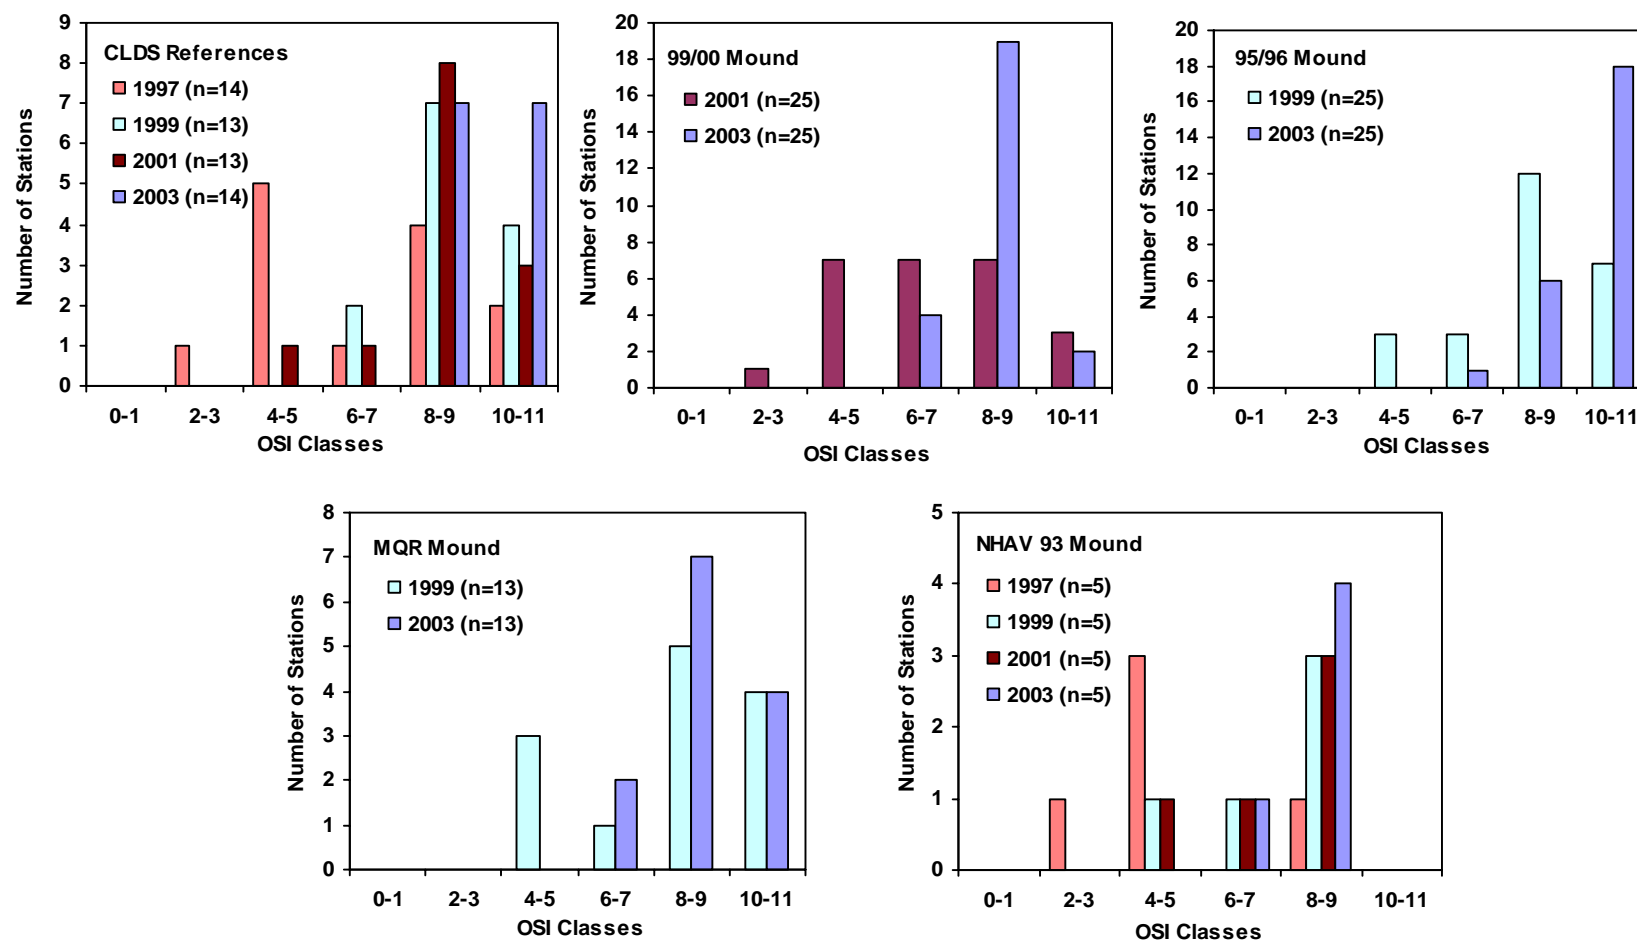 CLDS References
1997 (n=14)
1999 (n=13)
2001 (n=13)
2003 (n=14)
Number of Stations
9
8
7
6
5
4
3
2
1
0
0-1 2-3 4-5 6-7 8-9 10-11
OSI Classes
99/00 Mound
2001 (n=25)
2003 (n=25)
Number of Stations
20
18
16
14
12
10
8
6
4
2
0
0-1 2-3 4-5 6-7 8-9 10-11
OSI Classes
95/96 Mound
1999 (n=25)
2003 (n=25)
Number of Stations
20
18
16
14
12
10
8
6
4
2
0
0-1 2-3 4-5 6-7 8-9 10-11
OSI Classes
MQR Mound
1999 (n=13)
2003 (n=13)
Number of Stations
8
7
6
5
4
3
2
1
0
0-1 2-3 4-5 6-7 8-9 10-11
OSI Classes
NHAV 93 Mound
1997 (n=5)
1999 (n=5)
2001 (n=5)
2003 (n=5)
Number of Stations
5
4
3
2
1
0
0-1 2-3 4-5 6-7 8-9 10-11
OSI Classes